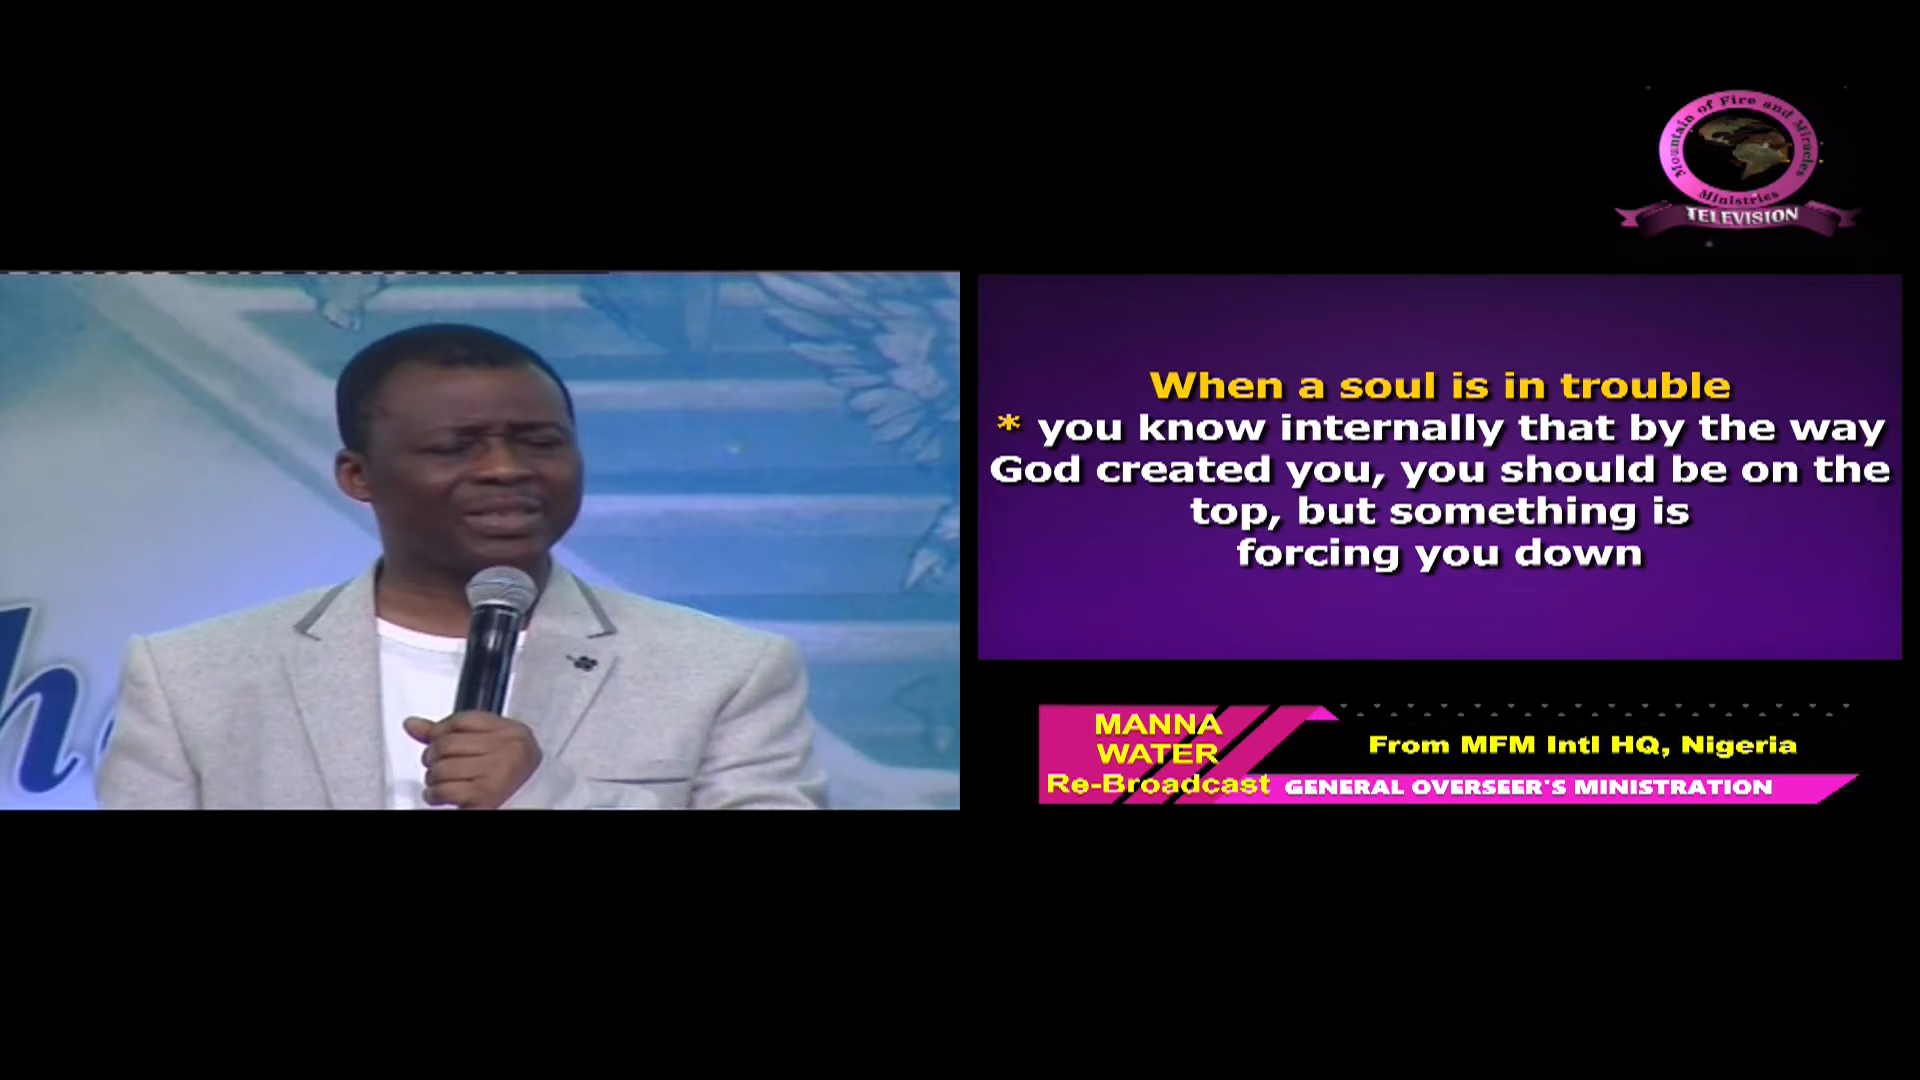 Mountain of Fire and Miracles
Ministries
TELEVISION
When a soul is in trouble
* you know internally that by the way
God created you, you should be on the
top, but something is
forcing you down
MANNA
WATER
Re-Broadcast
From MFM Intl HQ, Nigeria
GENERAL OVERSEER'S MINISTRATION